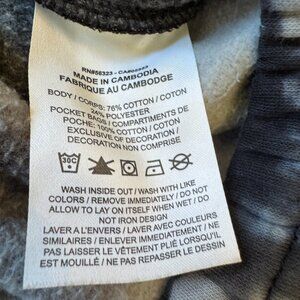 RN#56323 - CA#05553
MADE IN CAMBODIA
FABRIQUE AU CAMBODGE
BODY / CORPS: 76% COTTON / COTON
24% POLYESTER
POCKET BAGS / COMPARTIMENTS DE
POCHE: 100% COTTON / COTON
EXCLUSIVE OF DECORATION /
DECORATION NON COMPRISE
30C
WASH INSIDE OUT / WASH WITH LIKE
COLORS / REMOVE IMMEDIATELY / DO NOT
ALLOW TO LAY ON ITSELF WHEN WET / DO
NOT IRON DESIGN
LAVER A L'ENVERS / LAVER AVEC COULEURS
SIMILAIRES / ENLEVER IMMEDIATEMENT / NE
PAS LAISSER LE VÊTEMENT PLIÉ LORSQU'IL
EST MOUILLÉ / NE PAS REPASSER LE DESSIN